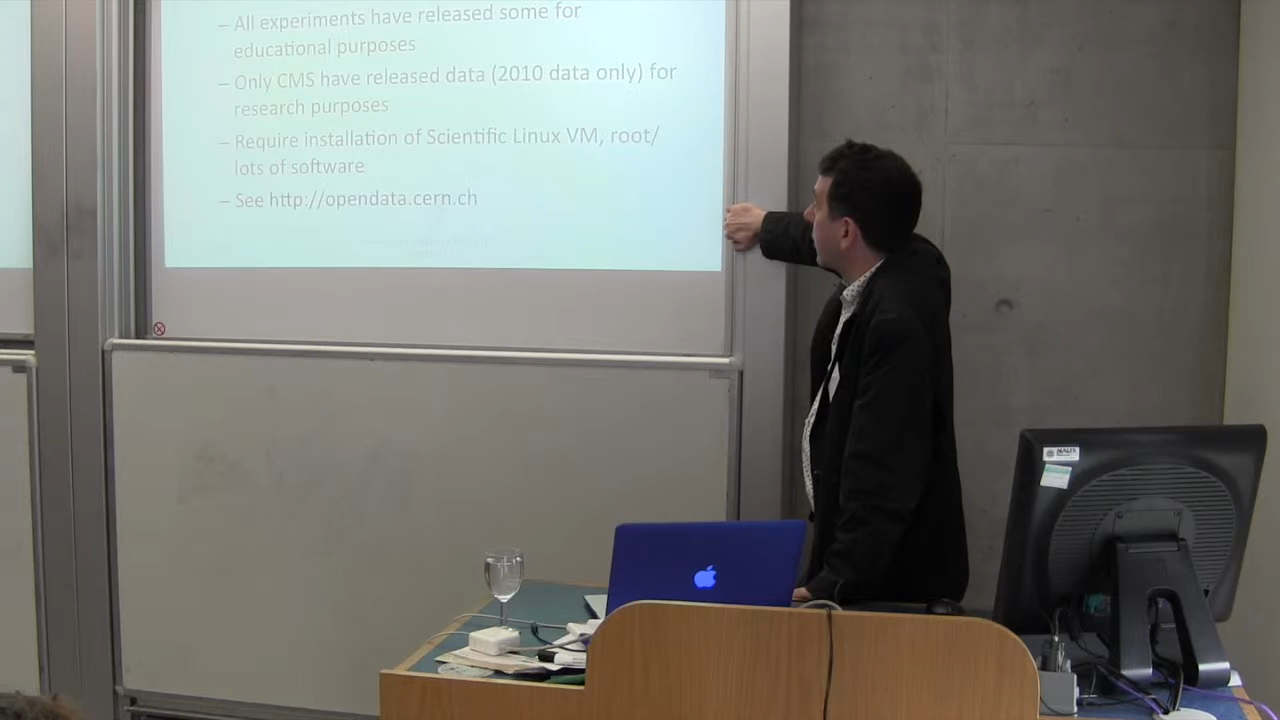 – All experiments have released some for
educational purposes
– Only CMS have released data (2010 data only) for
research purposes
– Require installation of Scientific Linux VM, root/
lots of software
– See http://opendata.cern.ch